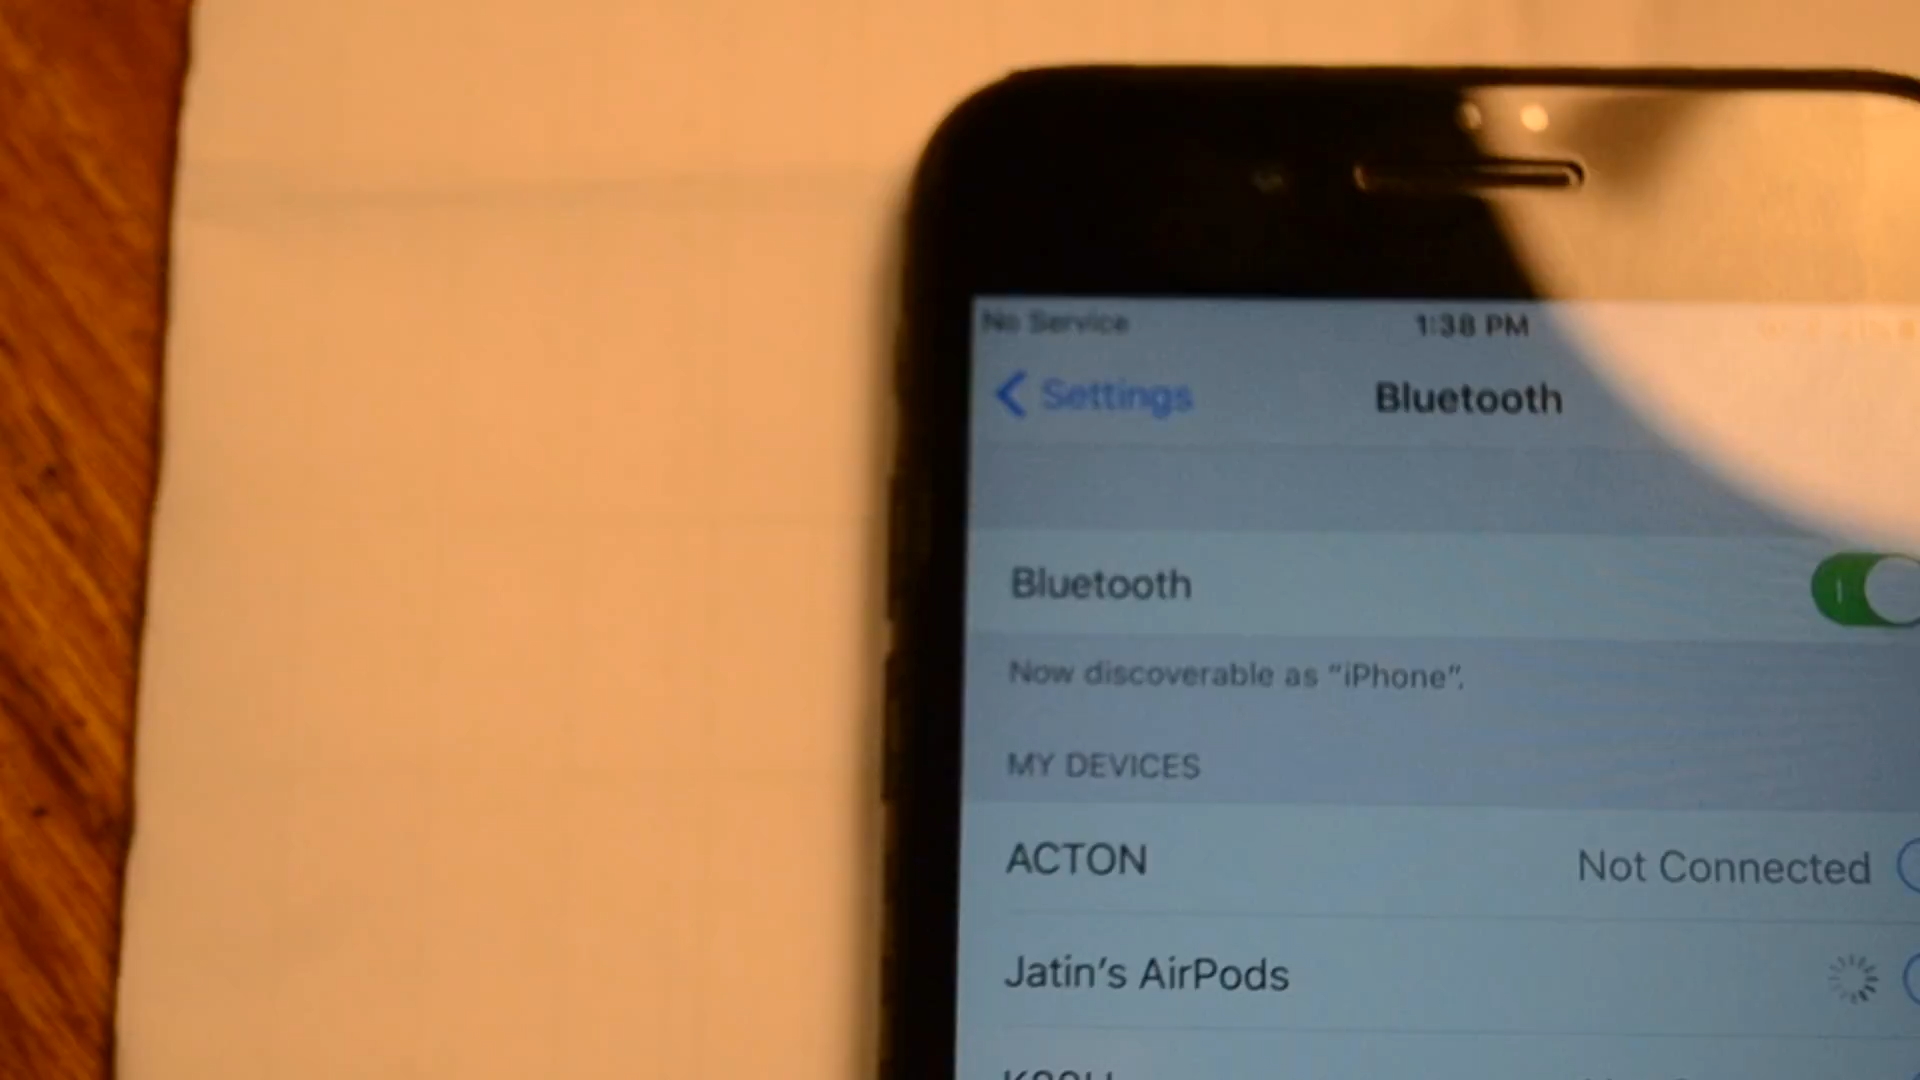 No Service 1:38 PM
Settings Bluetooth
Bluetooth
Now discoverable as "iPhone".
MY DEVICES
ACTON Not Connected
Jatin's AirPods